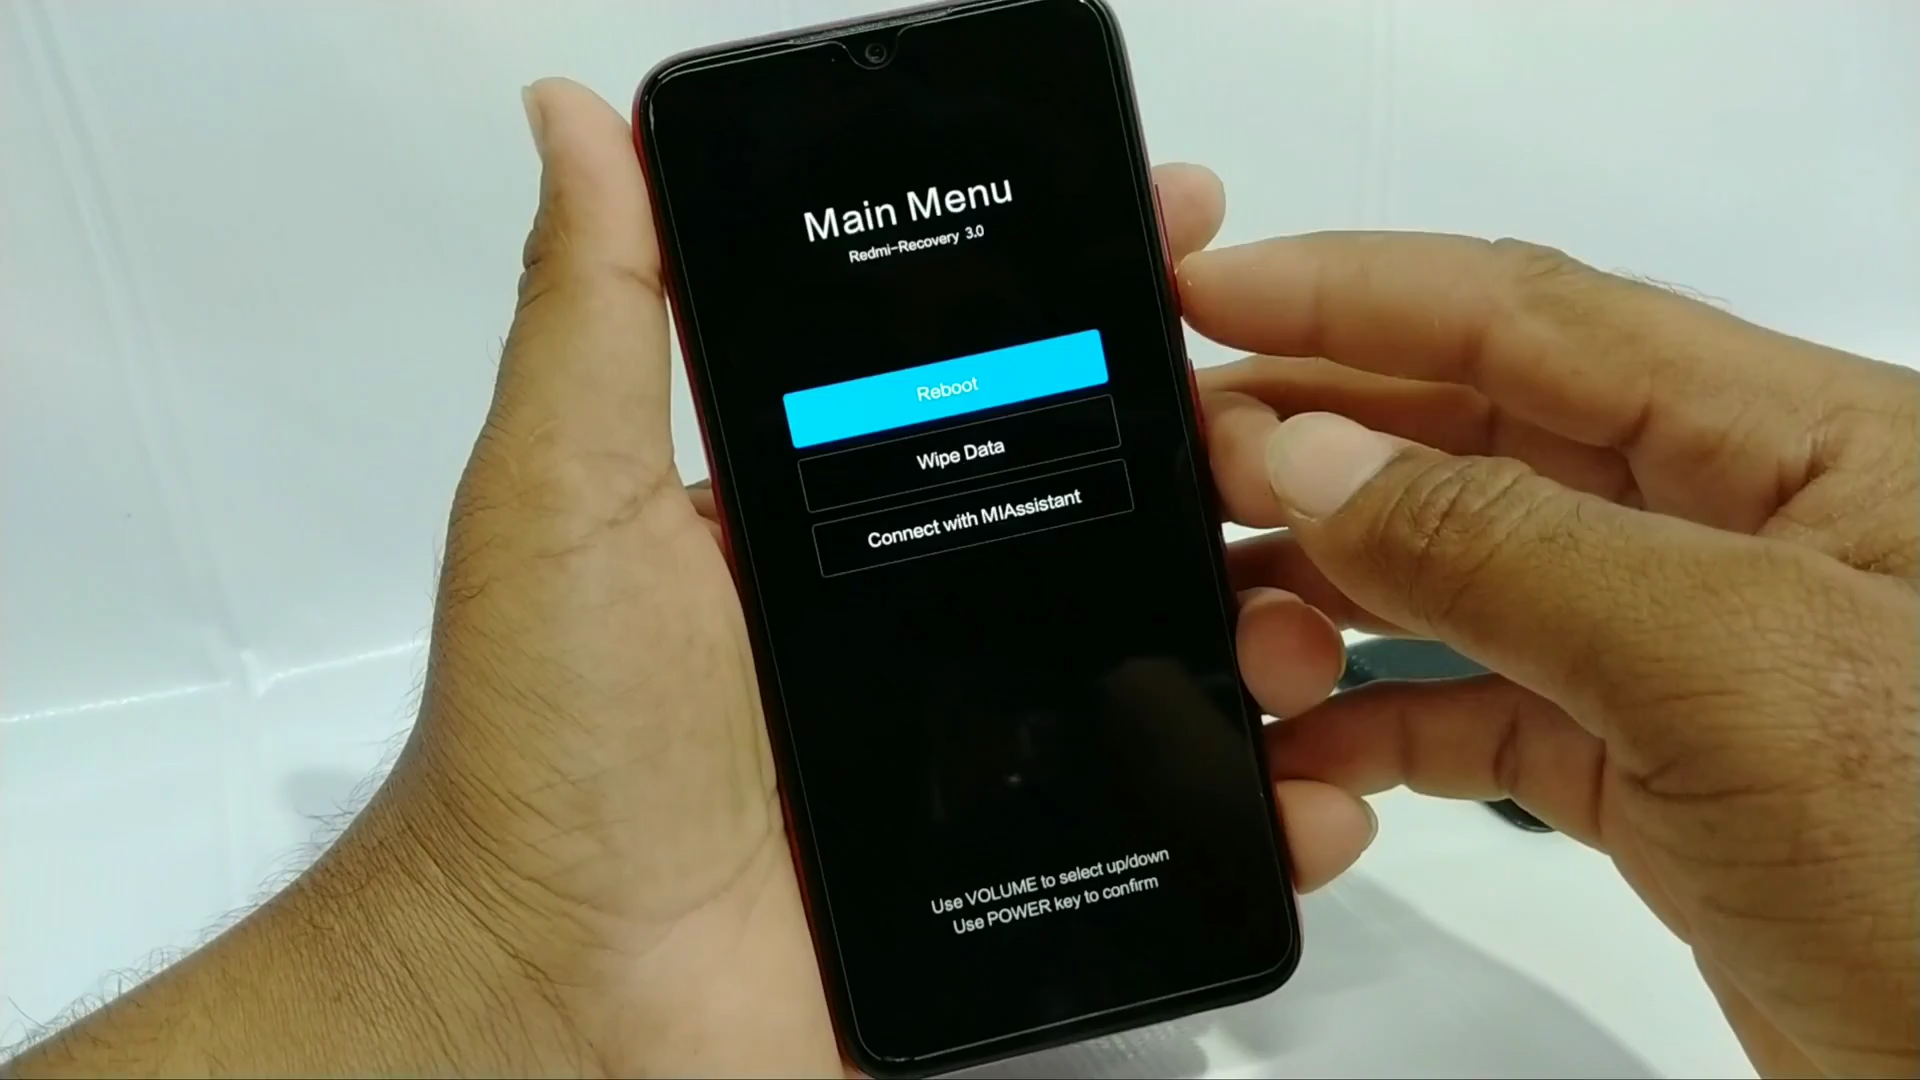 Main Menu
Redmi-Recovery 3.0
Reboot
Wipe Data
Connect with MIAssistant
Use VOLUME to select up/down
Use POWER key to confirm